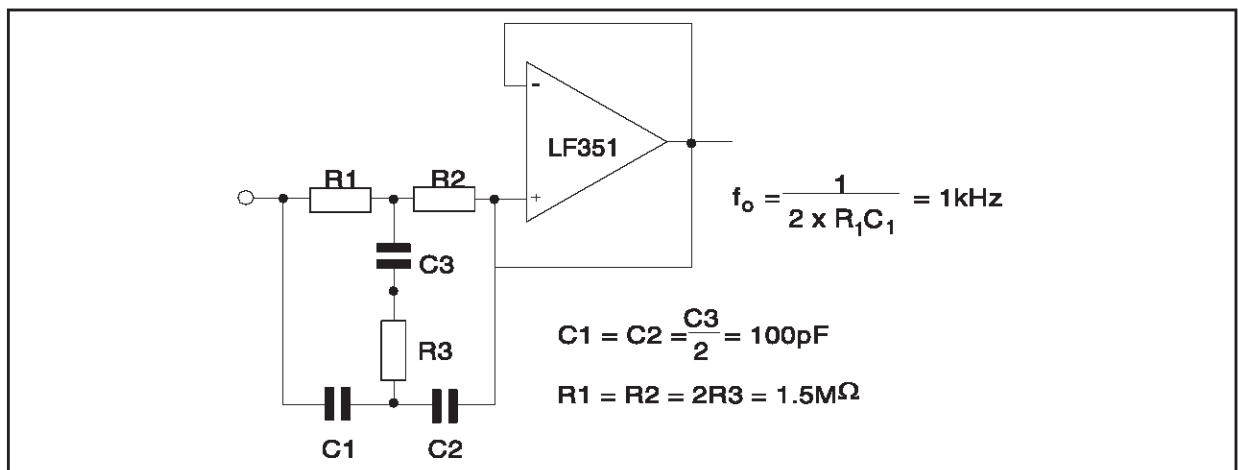 -
LF351
+
R1
R2
C3
R3
C1
C2
fo = 1 / 2 x R1C1 = 1kHz
C1 = C2 = C3 / 2 = 100pF
R1 = R2 = 2R3 = 1.5MΩ